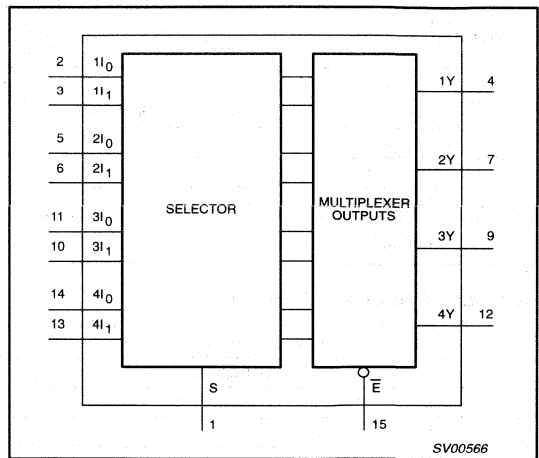 2 1I0 1Y 4
3 1I1
5 2I0 2Y 7
6 2I1
SELECTOR MULTIPLEXER
OUTPUTS
11 3I0 3Y 9
10 3I1
14 4I0 4Y 12
13 4I1
S E̅
1 15
SV00566